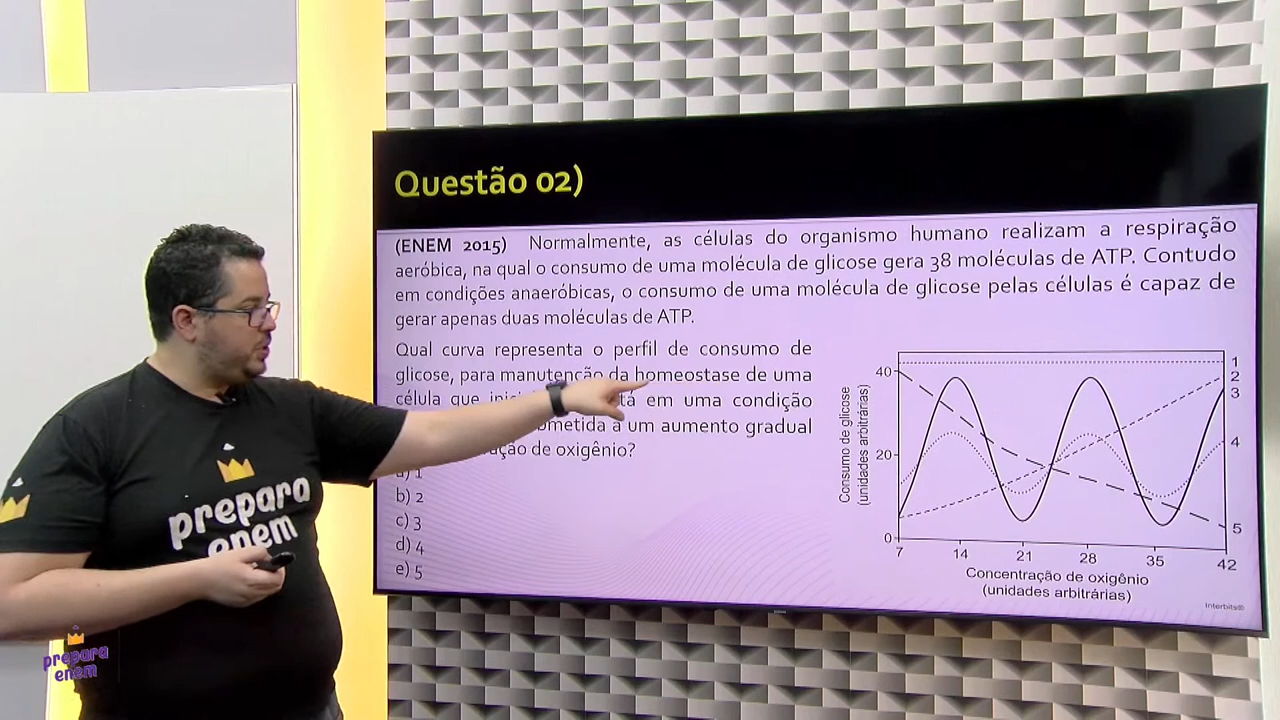 Questão 02)
(ENEM 2015) Normalmente, as células do organismo humano realizam a respiração
aeróbica, na qual o consumo de uma molécula de glicose gera 38 moléculas de ATP. Contudo
em condições anaeróbicas, o consumo de uma molécula de glicose pelas células é capaz de
gerar apenas duas moléculas de ATP.
Qual curva representa o perfil de consumo de
glicose, para manutenção da homeostase de uma
célula que em uma condição
a um aumento gradual
de oxigênio?
a) 1
b) 2
c) 3
d) 4
e) 5
Consumo de glicose
(unidades arbitrárias)
40
20
0
7 14 21 28 35 42
Concentração de oxigênio
(unidades arbitrárias)
1
2
3
4
5
Interbits®
prepara
enem
prepara
enem